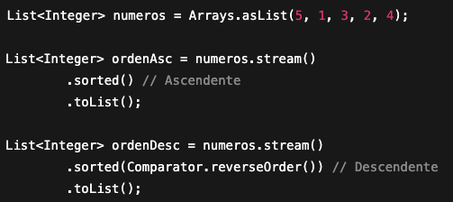 List<Integer> numeros = Arrays.asList(5, 1, 3, 2, 4);
List<Integer> ordenAsc = numeros.stream()
.sorted() // Ascendente
.toList();
List<Integer> ordenDesc = numeros.stream()
.sorted(Comparator.reverseOrder()) // Descendente
.toList();